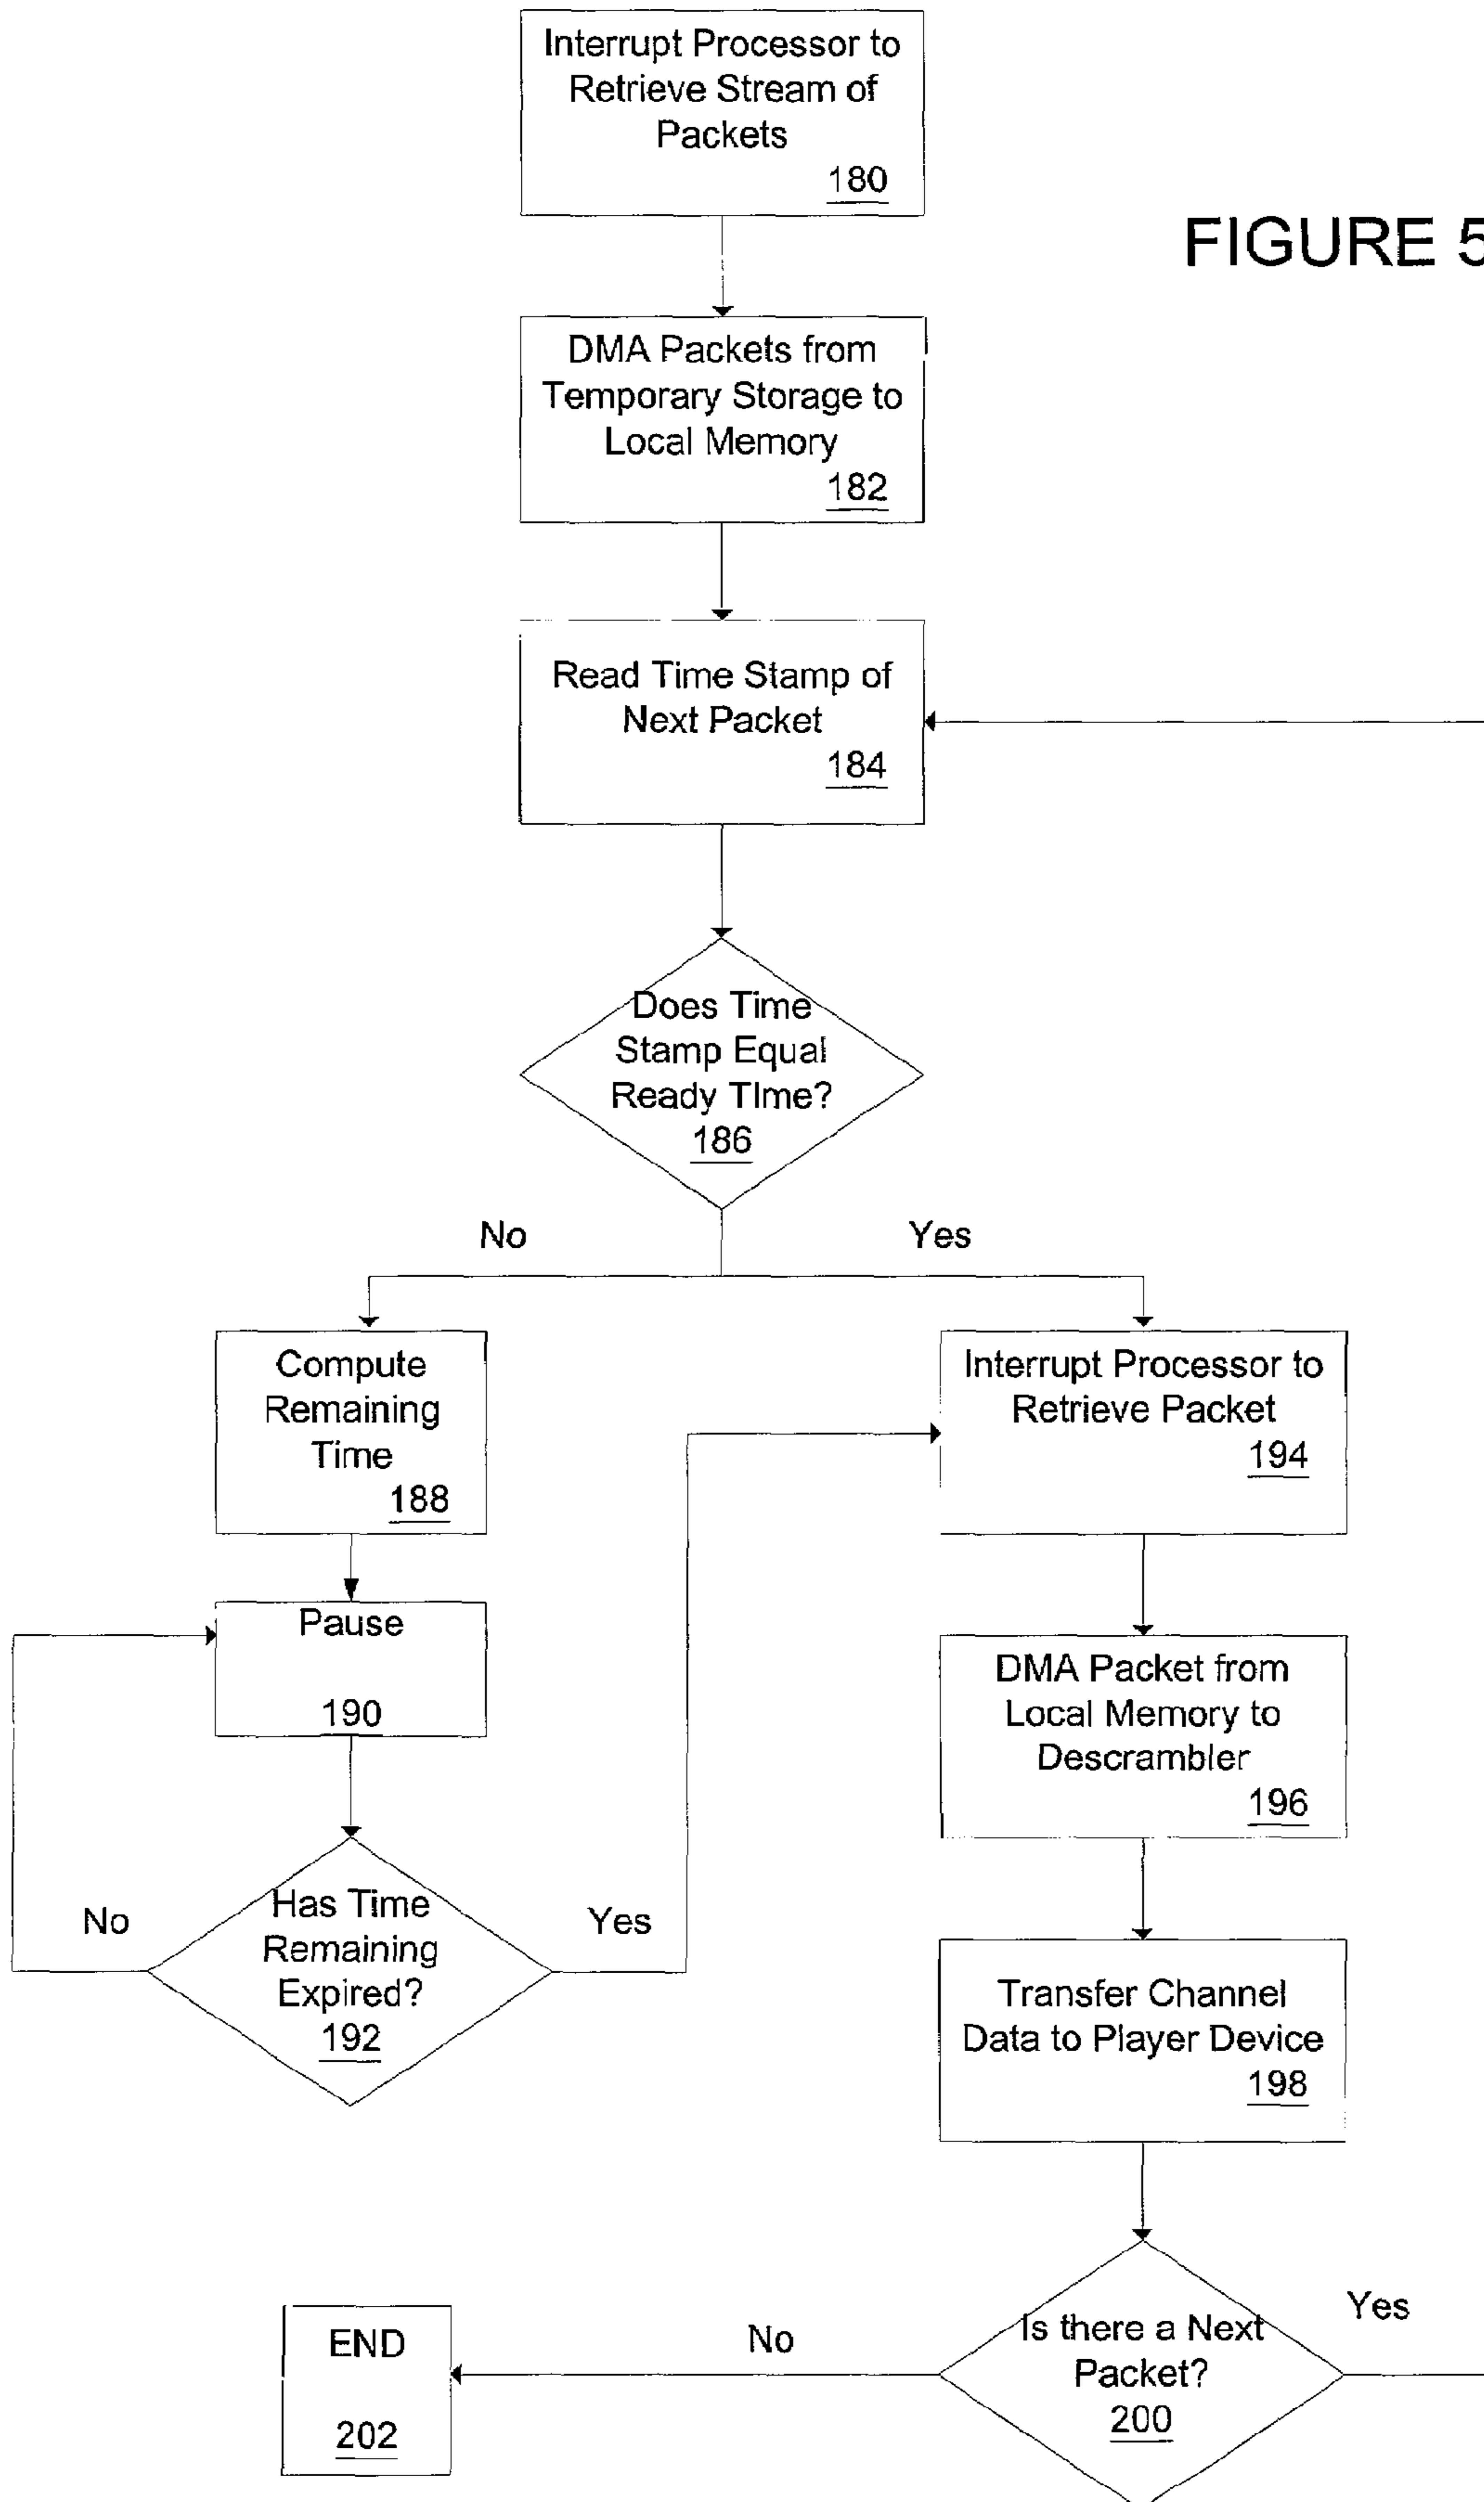 Interrupt Processor to
Retrieve Stream of
Packets
180
FIGURE 5
DMA Packets from
Temporary Storage to
Local Memory
182
Read Time Stamp of
Next Packet
184
Does Time
Stamp Equal
Ready TIme?
186
No
Yes
Compute
Remaining
Time
188
Interrupt Processor to
Retrieve Packet
194
Pause
190
DMA Packet from
Local Memory to
Descrambler
196
Has Time
Remaining
Expired?
192
No
Yes
Transfer Channel
Data to Player Device
198
Is there a Next
Packet?
200
Yes
No
END
202